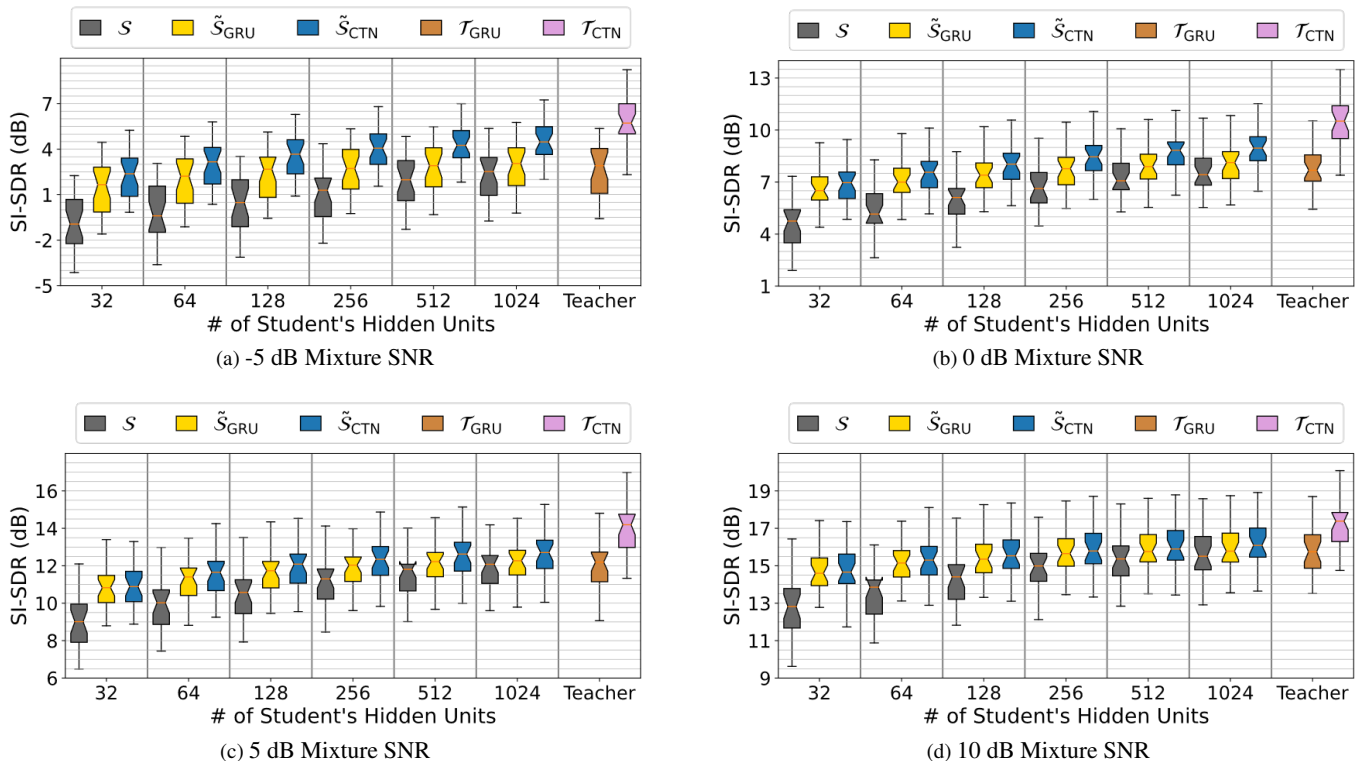 S S̃GRU S̃CTN TGRU TCTN
7
4
1
-2
-5
SI-SDR (dB)
32 64 128 256 512 1024 Teacher
# of Student's Hidden Units
(a) -5 dB Mixture SNR
S S̃GRU S̃CTN TGRU TCTN
13
10
7
4
1
SI-SDR (dB)
32 64 128 256 512 1024 Teacher
# of Student's Hidden Units
(b) 0 dB Mixture SNR
S S̃GRU S̃CTN TGRU TCTN
16
14
12
10
8
6
SI-SDR (dB)
32 64 128 256 512 1024 Teacher
# of Student's Hidden Units
(c) 5 dB Mixture SNR
S S̃GRU S̃CTN TGRU TCTN
19
17
15
13
11
9
SI-SDR (dB)
32 64 128 256 512 1024 Teacher
# of Student's Hidden Units
(d) 10 dB Mixture SNR